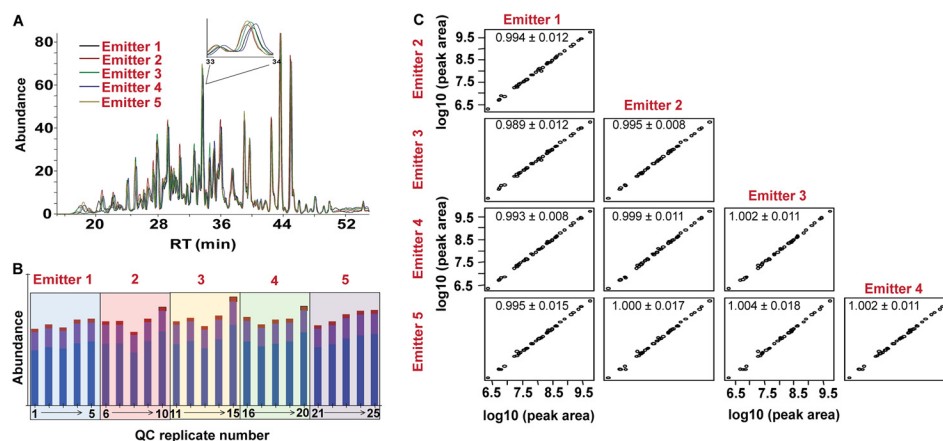 A
Emitter 1
Emitter 2
Emitter 3
Emitter 4
Emitter 5
33 34
Abundance
80
60
40
20
0
20 28 36 44 52
RT (min)
B
Emitter 1 2 3 4 5
Abundance
1 5 6 10 11 15 16 20 21 25
QC replicate number
C
Emitter 1
Emitter 2
log10 (peak area)
9.5
8.5
7.5
6.5
0.994 ± 0.012
Emitter 2
Emitter 3
0.989 ± 0.012 0.995 ± 0.008
Emitter 3
Emitter 4
log10 (peak area)
9.5
8.5
7.5
6.5
0.993 ± 0.008 0.999 ± 0.011 1.002 ± 0.011
Emitter 4
Emitter 5
0.995 ± 0.015 1.000 ± 0.017 1.004 ± 0.018 1.002 ± 0.011
6.5 7.5 8.5 9.5 6.5 7.5 8.5 9.5
log10 (peak area) log10 (peak area)